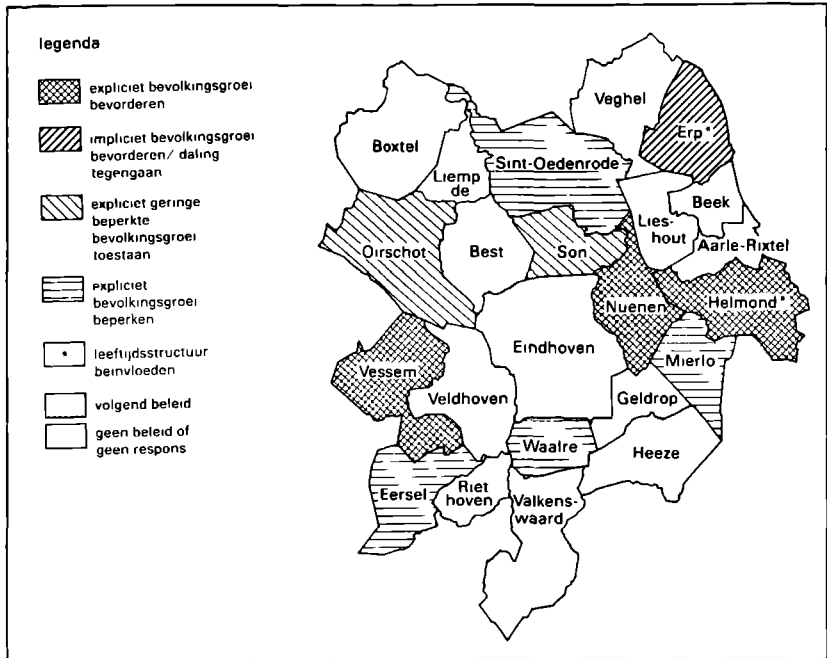 legenda
expliciet bevolkingsgroei
bevorderen
impliciet bevolkingsgroei
bevorderen/ daling
tegengaan
expliciet geringe
beperkte
bevolkingsgroei
toestaan
expliciet
bevolkingsgroei
beperken
* leeftijdsstructuur
beinvloeden
volgend beleid
geen beleid of
geen respons
Veghel
Erp*
Boxtel
Sint-Oedenrode
Liemp
de
Beek
Lies
hout
Aarle-Rixtel
Oirschot
Best
Son
Nuenen
Helmond*
Eindhoven
Mierlo
Vessem
Veldhoven
Geldrop
Waalre
Heeze
Eersel
Riet
hoven
Valkens-
waard